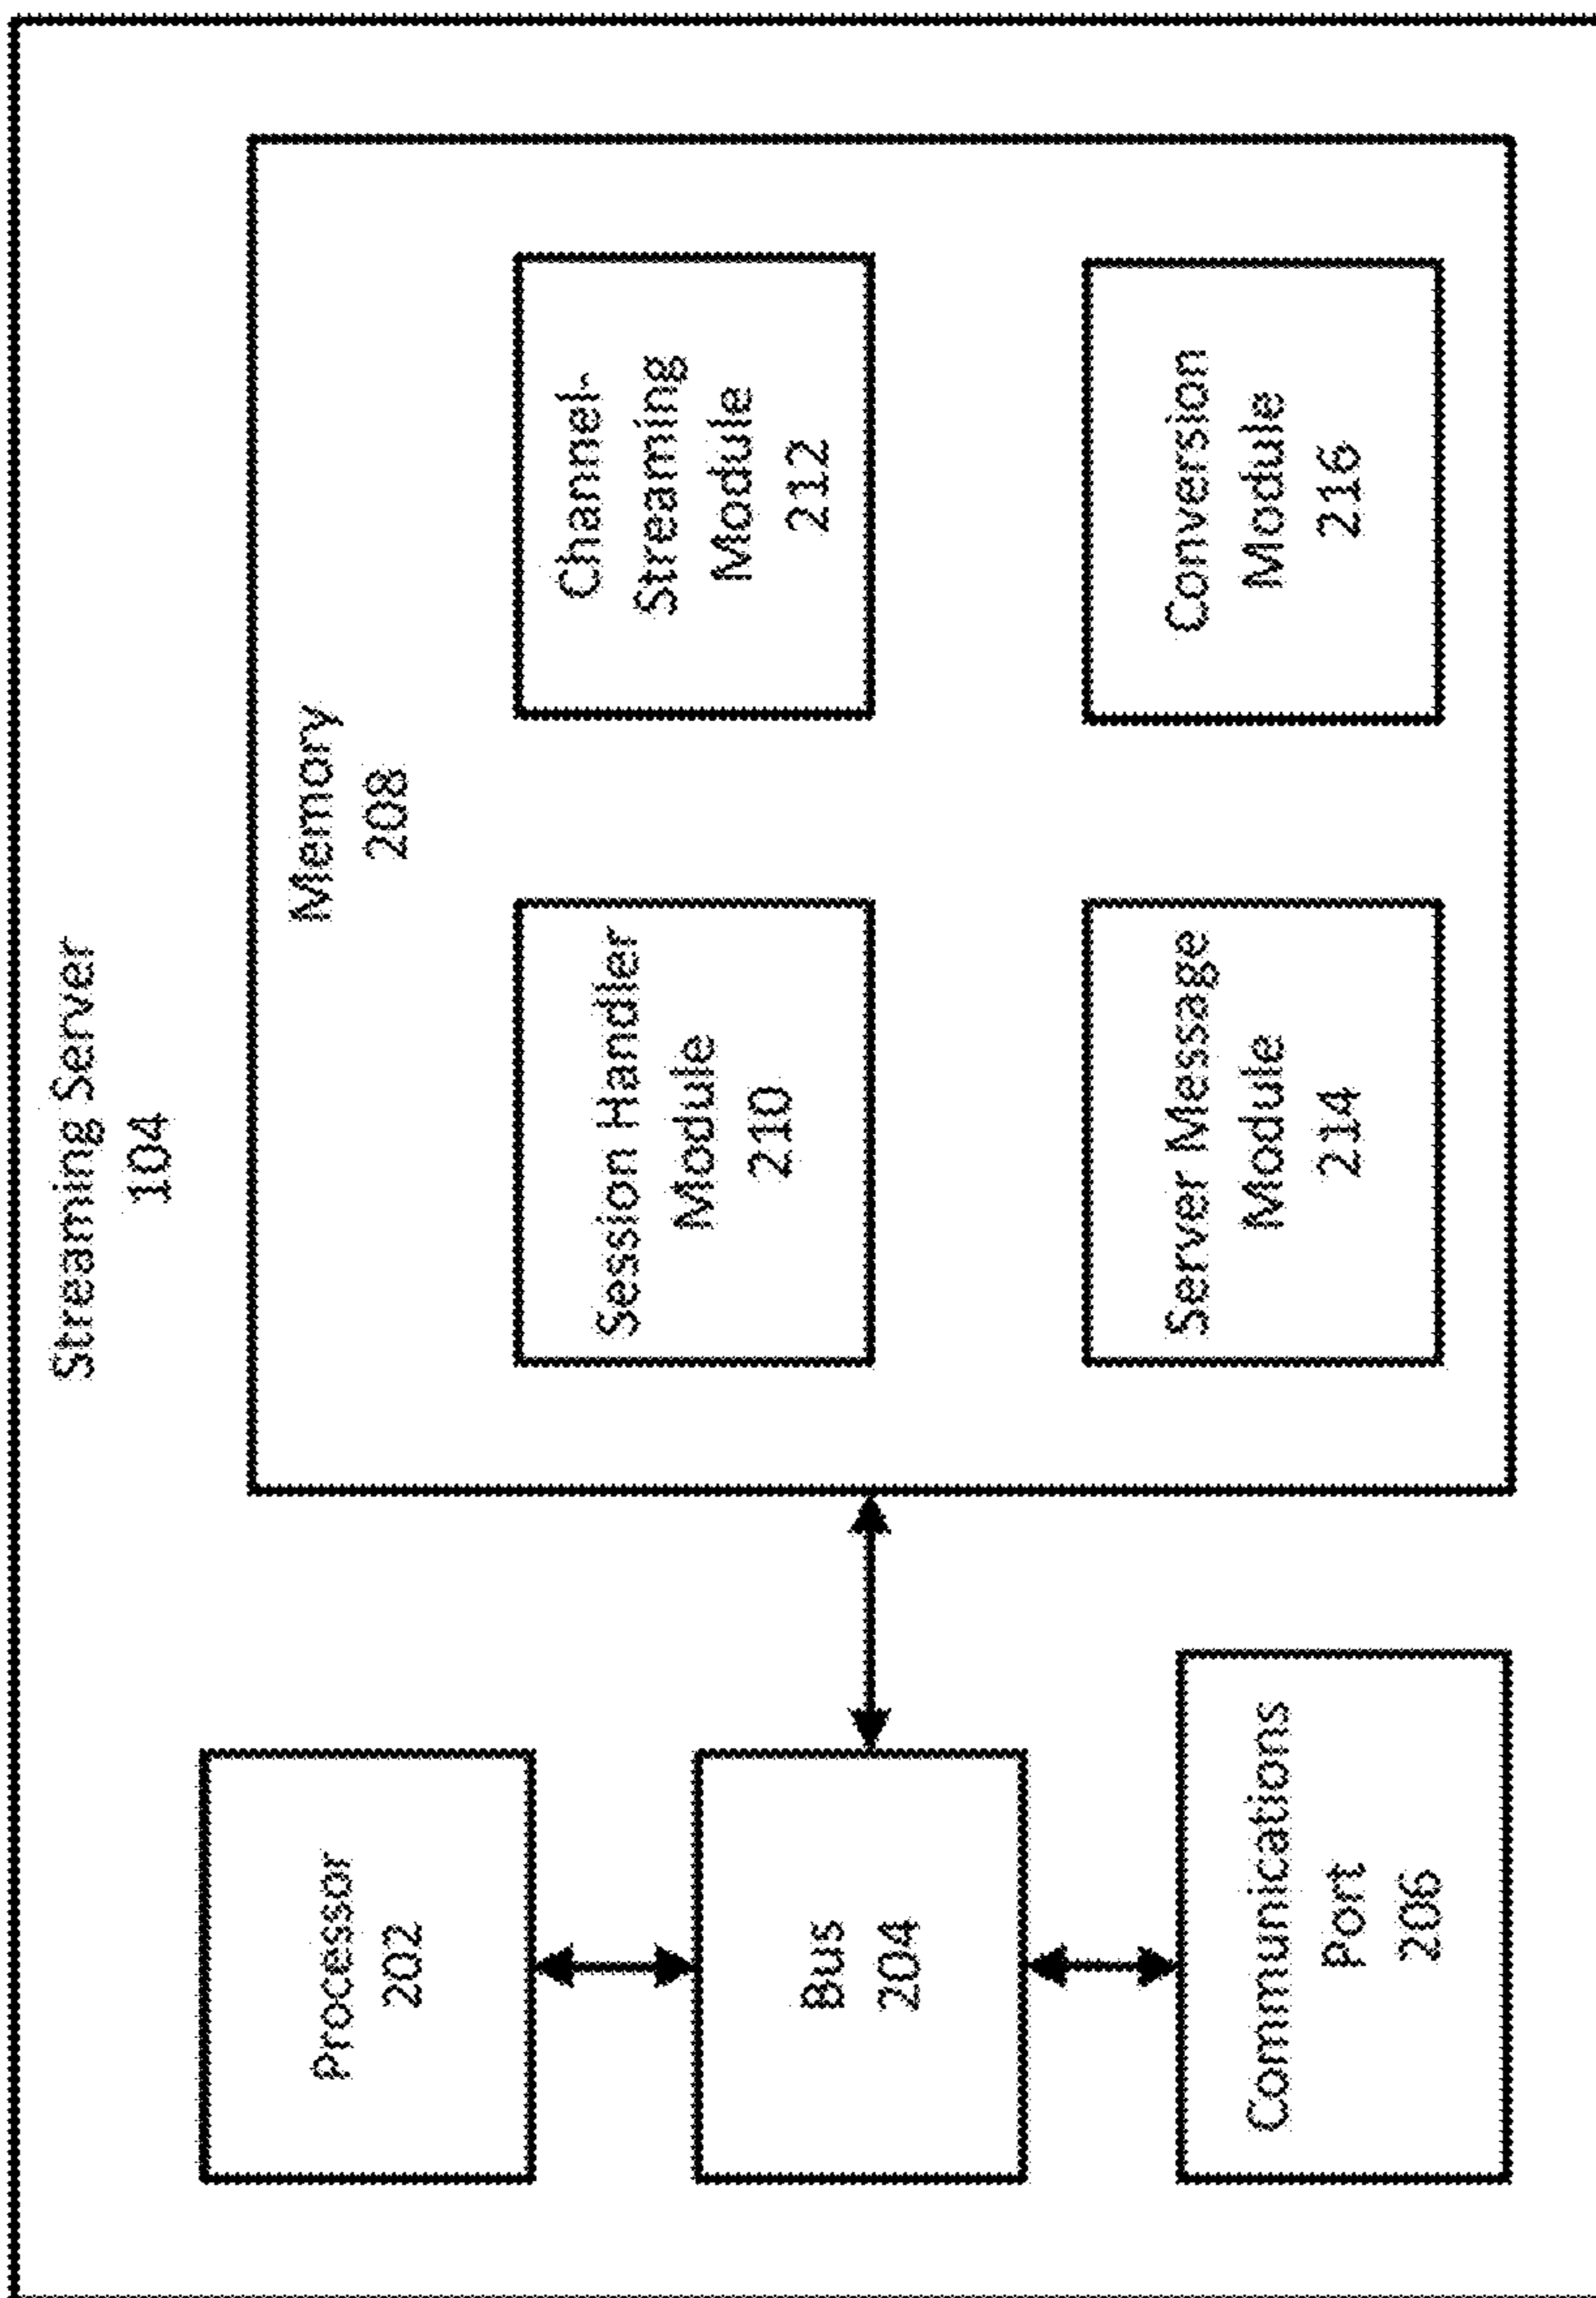 Streaming Server
104
Processor
202
Bus
204
Communications
Port
206
Memory
208
Session Handler
Module
210
Channel-
Streaming
Module
212
Server Message
Module
214
Conversion
Module
216